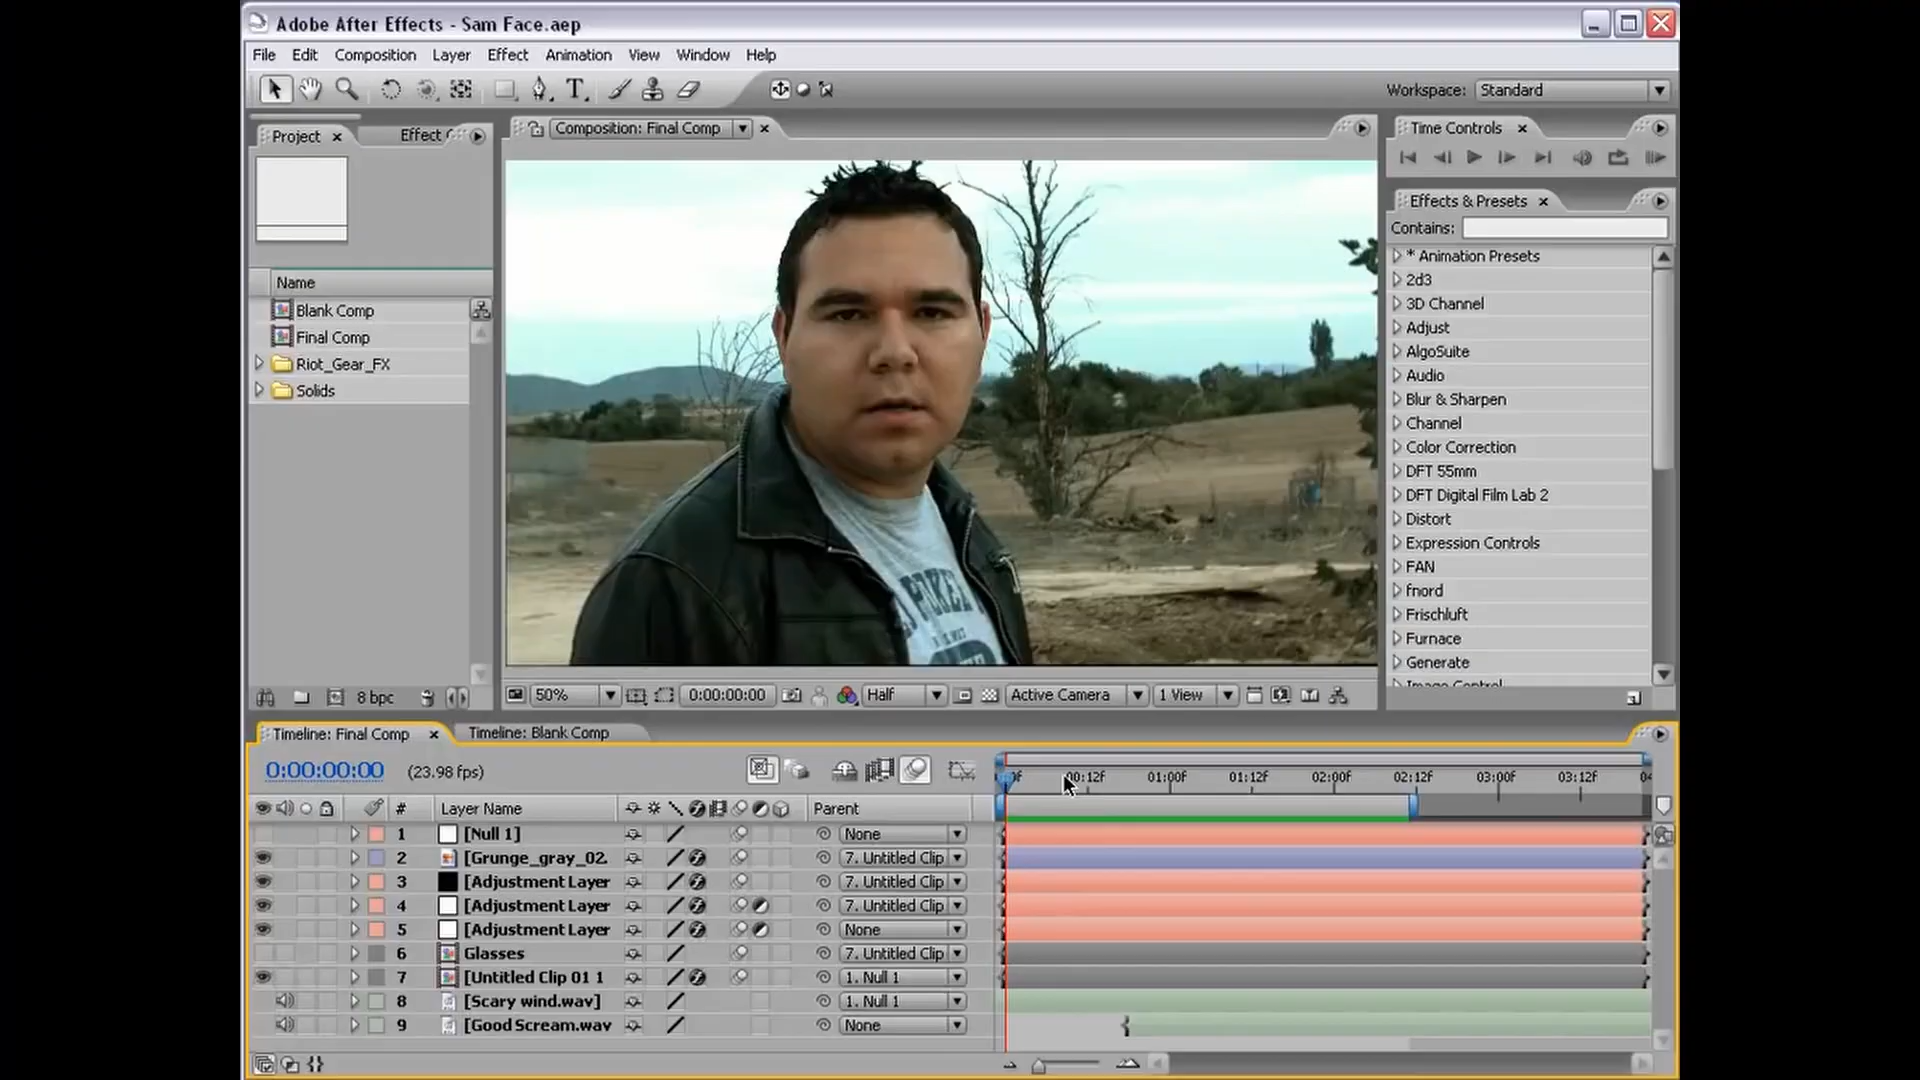 Adobe After Effects - Sam Face.aep
File Edit Composition Layer Effect Animation View Window Help
T
Workspace: Standard
Project
Effect
Composition: Final Comp
Time Controls
Effects & Presets
Contains:
Name
Blank Comp
Final Comp
Riot_Gear_FX
Solids
* Animation Presets
2d3
3D Channel
Adjust
AlgoSuite
Audio
Blur & Sharpen
Channel
Color Correction
DFT 55mm
DFT Digital Film Lab 2
Distort
Expression Controls
FAN
fnord
Frischluft
Furnace
Generate
Image Control
8 bpc
50% 0:00:00:00 Half Active Camera 1 View
Timeline: Final Comp Timeline: Blank Comp
0:00:00:00 (23.98 fps)
00:12f 01:00f 01:12f 02:00f 02:12f 03:00f 03:12f
# Layer Name Parent
1 [Null 1] None
2 [Grunge_gray_02. 7. Untitled Clip
3 [Adjustment Layer 7. Untitled Clip
4 [Adjustment Layer 7. Untitled Clip
5 [Adjustment Layer None
6 Glasses 7. Untitled Clip
7 [Untitled Clip 01 1 1. Null 1
8 [Scary wind.wav] 1. Null 1
9 [Good Scream.wav None